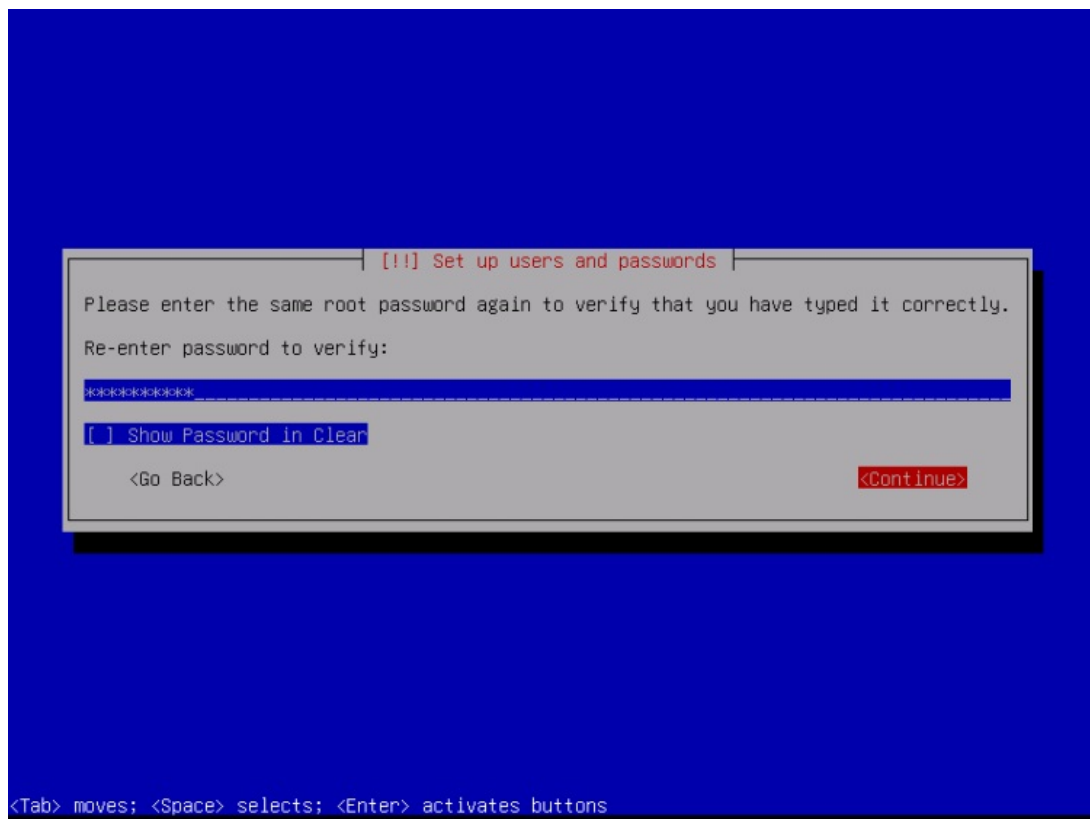 [!!] Set up users and passwords
Please enter the same root password again to verify that you have typed it correctly.
Re-enter password to verify:
**********
[ ] Show Password in Clear
<Go Back> <Continue>
<Tab> moves; <Space> selects; <Enter> activates buttons